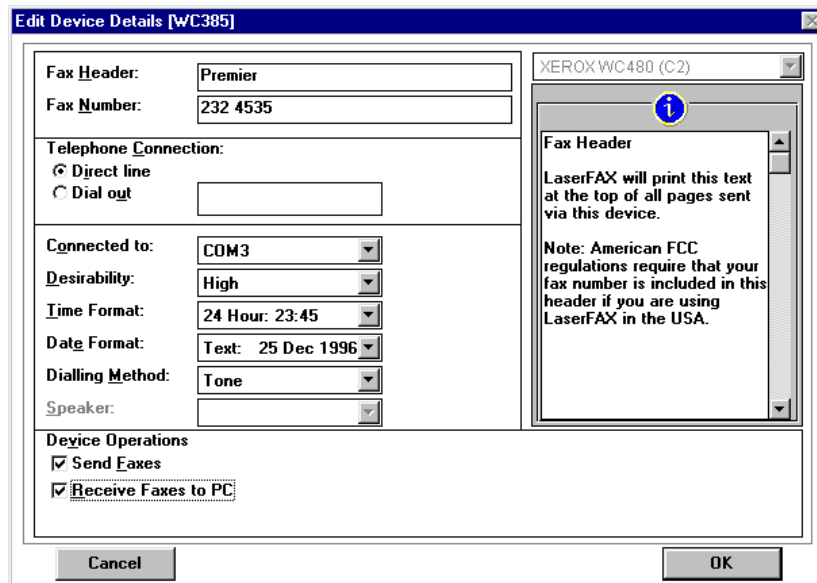 Edit Device Details [WC385]
Fax Header:
Premier
Fax Number:
232 4535
Telephone Connection:
Direct line
Dial out
Connected to:
COM3
Desirability:
High
Time Format:
24 Hour: 23:45
Date Format:
Text: 25 Dec 1996
Dialling Method:
Tone
Speaker:
Device Operations
Send Faxes
Receive Faxes to PC
XEROX WC480 (C2)
i
Fax Header
LaserFAX will print this text
at the top of all pages sent
via this device.
Note: American FCC
regulations require that your
fax number is included in this
header if you are using
LaserFAX in the USA.
Cancel
OK